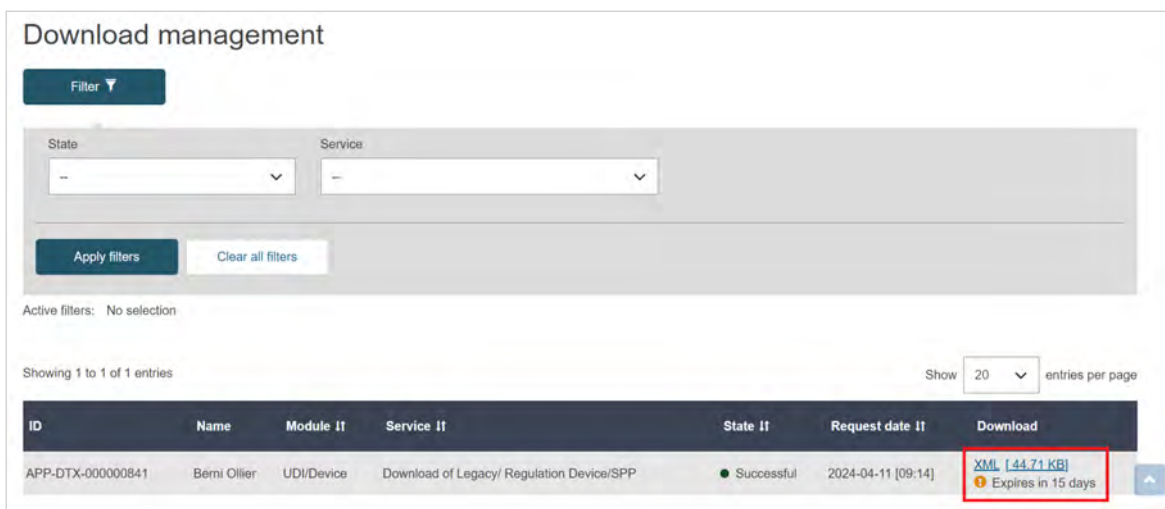 Download management
Filter
State Service
-- --
Apply filters Clear all filters
Active filters: No selection
Showing 1 to 1 of 1 entries Show 20 entries per page
ID Name Module Service State Request date Download
APP-DTX-000000841 Berni Ollier UDI/Device Download of Legacy/ Regulation Device/SPP Successful 2024-04-11 [09:14] XML [ 44.71 KB]
Expires in 15 days